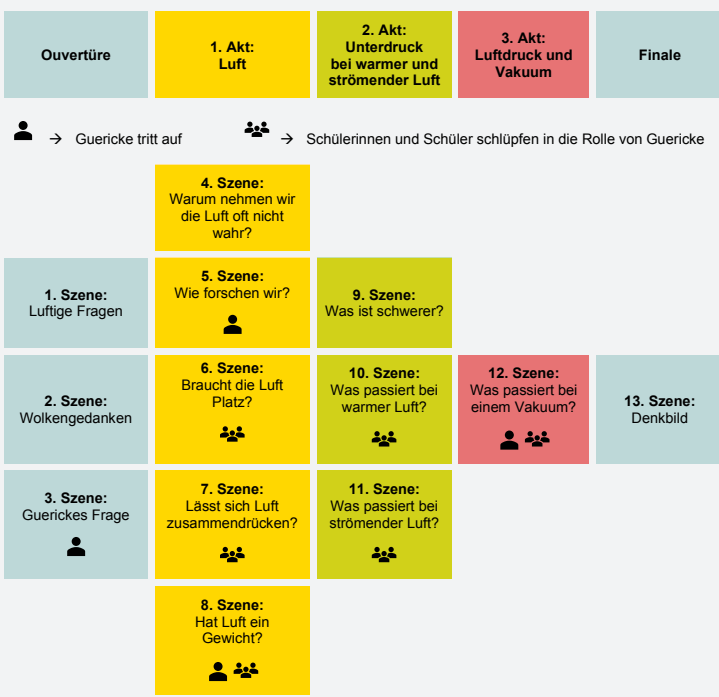 Ouvertüre
1. Akt:
Luft
2. Akt:
Unterdruck
bei warmer und
strömender Luft
3. Akt:
Luftdruck und
Vakuum
Finale
→ Guericke tritt auf
→ Schülerinnen und Schüler schlüpfen in die Rolle von Guericke
4. Szene:
Warum nehmen wir
die Luft oft nicht
wahr?
1. Szene:
Luftige Fragen
5. Szene:
Wie forschen wir?
9. Szene:
Was ist schwerer?
2. Szene:
Wolkengedanken
6. Szene:
Braucht die Luft
Platz?
10. Szene:
Was passiert bei
warmer Luft?
12. Szene:
Was passiert bei
einem Vakuum?
13. Szene:
Denkbild
3. Szene:
Guerickes Frage
7. Szene:
Lässt sich Luft
zusammendrücken?
11. Szene:
Was passiert bei
strömender Luft?
8. Szene:
Hat Luft ein
Gewicht?